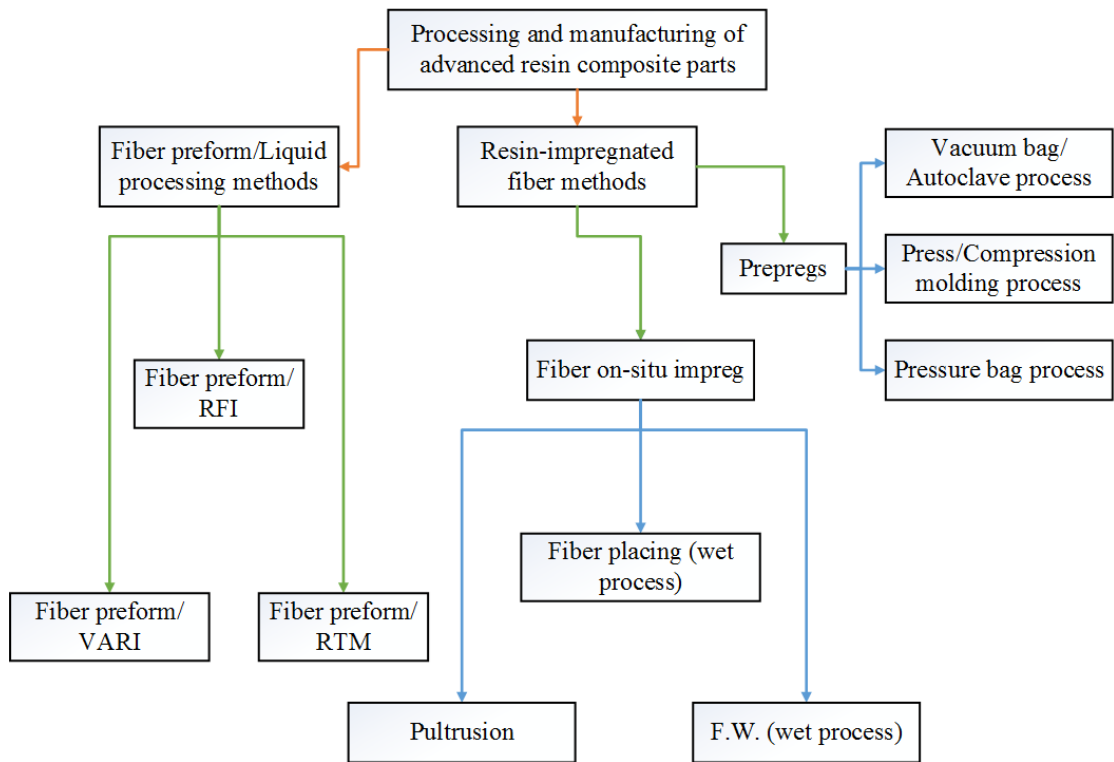 Processing and manufacturing of
advanced resin composite parts
Fiber preform/Liquid
processing methods
Resin-impregnated
fiber methods
Vacuum bag/
Autoclave process
Prepregs
Press/Compression
molding process
Fiber preform/
RFI
Fiber on-situ impreg
Pressure bag process
Fiber placing (wet
process)
Fiber preform/
VARI
Fiber preform/
RTM
Pultrusion
F.W. (wet process)